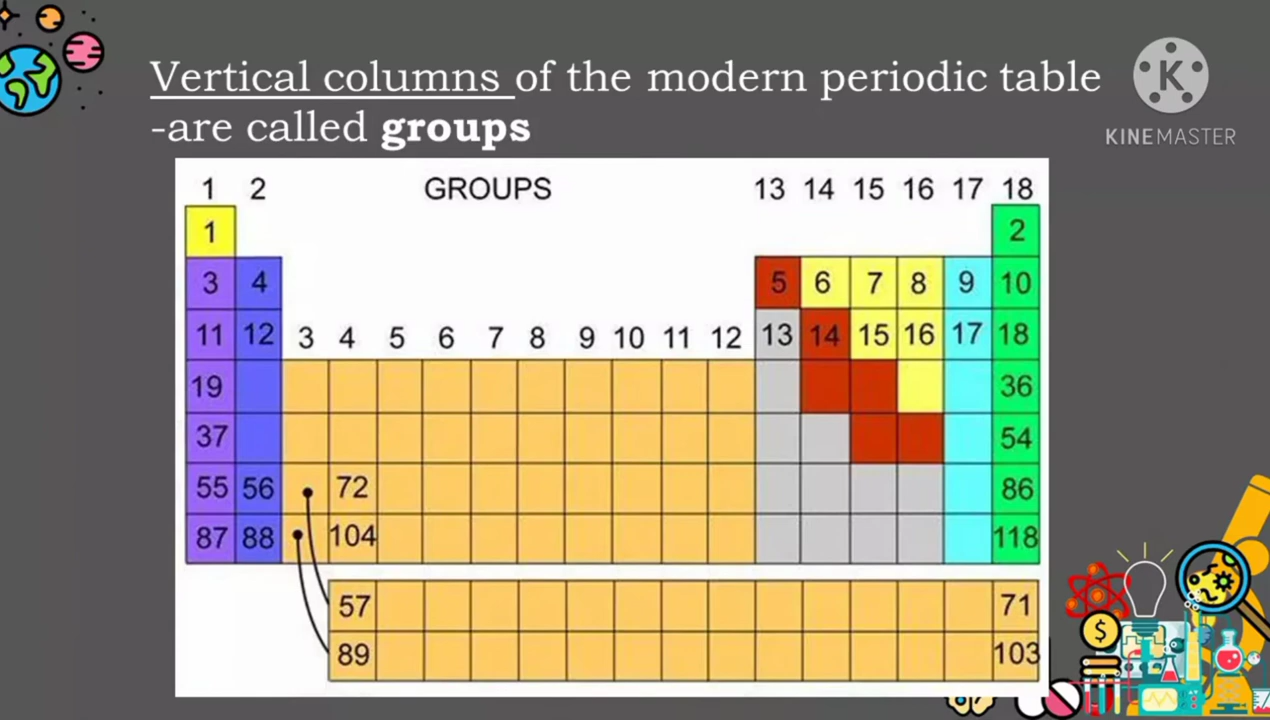 Vertical columns of the modern periodic table
-are called groups
KINEMASTER
K
1 2 GROUPS 13 14 15 16 17 18
1 2
3 4 5 6 7 8 9 10
11 12 3 4 5 6 7 8 9 10 11 12 13 14 15 16 17 18
19 36
37 54
55 56 72 86
87 88 104 118
57 71
89 103
$